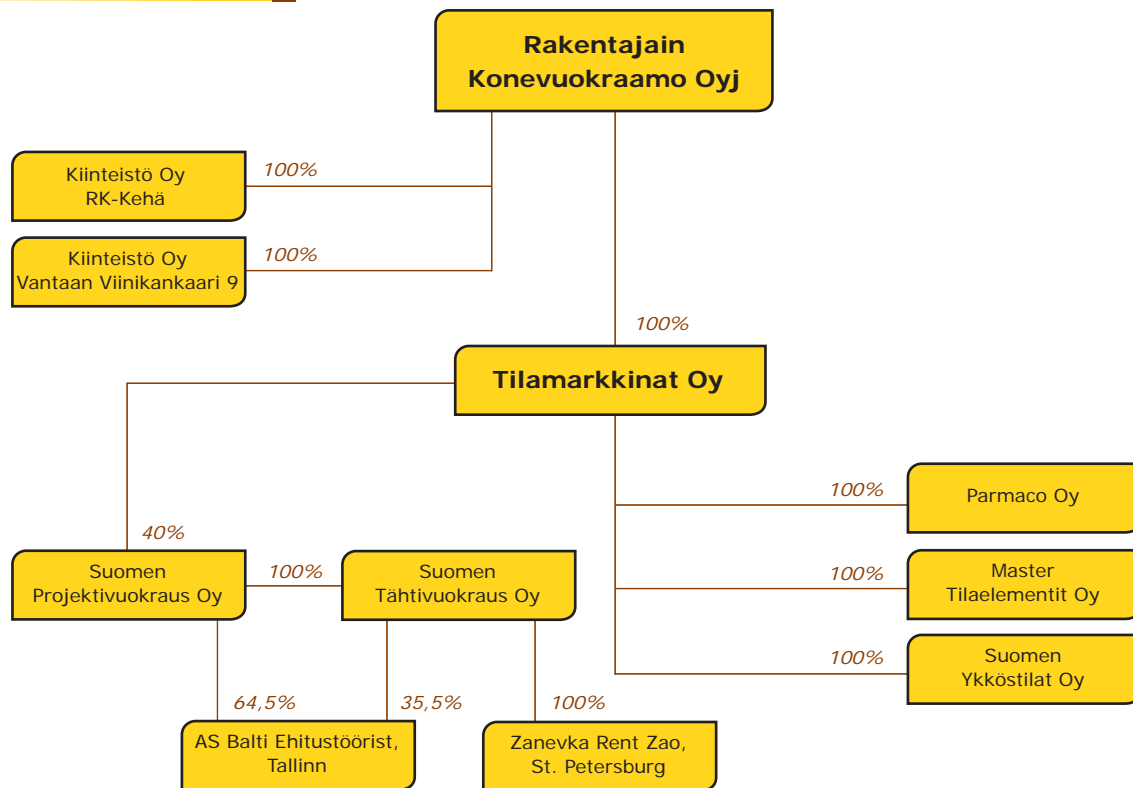 Rakentajain
Konevuokraamo Oyj
Kiinteistö Oy
RK-Kehä
100%
Kiinteistö Oy
Vantaan Viinikankaari 9
100%
100%
Tilamarkkinat Oy
100%
Parmaco Oy
40%
Suomen
Projektivuokraus Oy
100%
Suomen
Tähtivuokraus Oy
100%
Master
Tilaelementit Oy
100%
Suomen
Ykköstilat Oy
64,5%
35,5%
100%
AS Balti Ehitustöörist,
Tallinn
Zanevka Rent Zao,
St. Petersburg